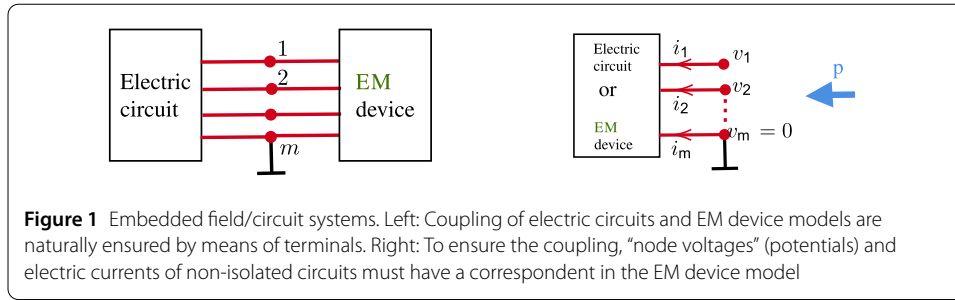 1
Electric
circuit
2
m
EM
device
Electric
circuit
or
EM
device
i1
v1
i2
v2
im
vm = 0
p
Figure 1 Embedded field/circuit systems. Left: Coupling of electric circuits and EM device models are
naturally ensured by means of terminals. Right: To ensure the coupling, “node voltages” (potentials) and
electric currents of non-isolated circuits must have a correspondent in the EM device model